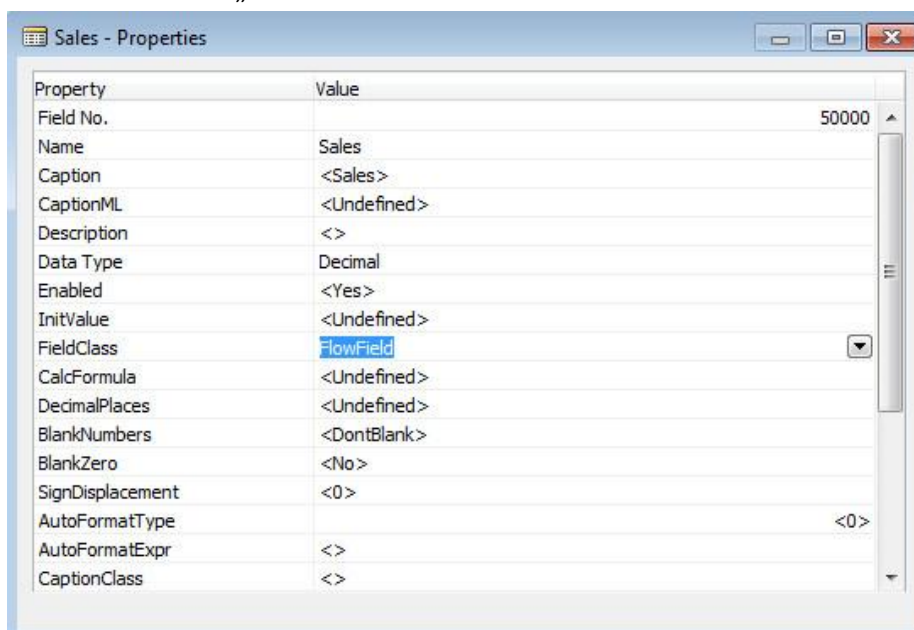 Sales - Properties
Property Value
Field No. 50000
Name Sales
Caption <Sales>
CaptionML <Undefined>
Description <>
Data Type Decimal
Enabled <Yes>
InitValue <Undefined>
FieldClass FlowField
CalcFormula <Undefined>
DecimalPlaces <Undefined>
BlankNumbers <DontBlank>
BlankZero <No>
SignDisplacement <0>
AutoFormatType <0>
AutoFormatExpr <>
CaptionClass <>